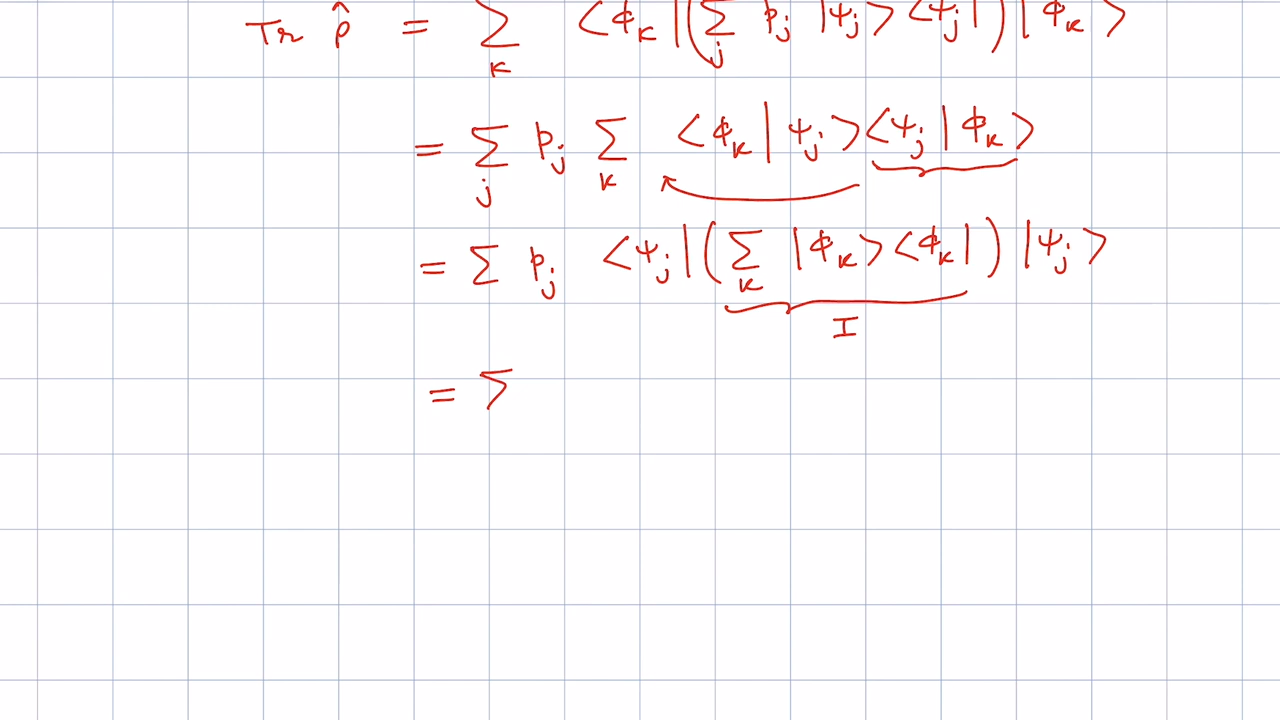 Tr ρ̂ = ∑_k <ϕ_k|(∑_j p_j |ψ_j><ψ_j|)|ϕ_k>
= ∑_j p_j ∑_k <ϕ_k|ψ_j><ψ_j|ϕ_k>
= ∑ p_j <ψ_j|(∑_k |ϕ_k><ϕ_k|)|ψ_j>
I
= ∑